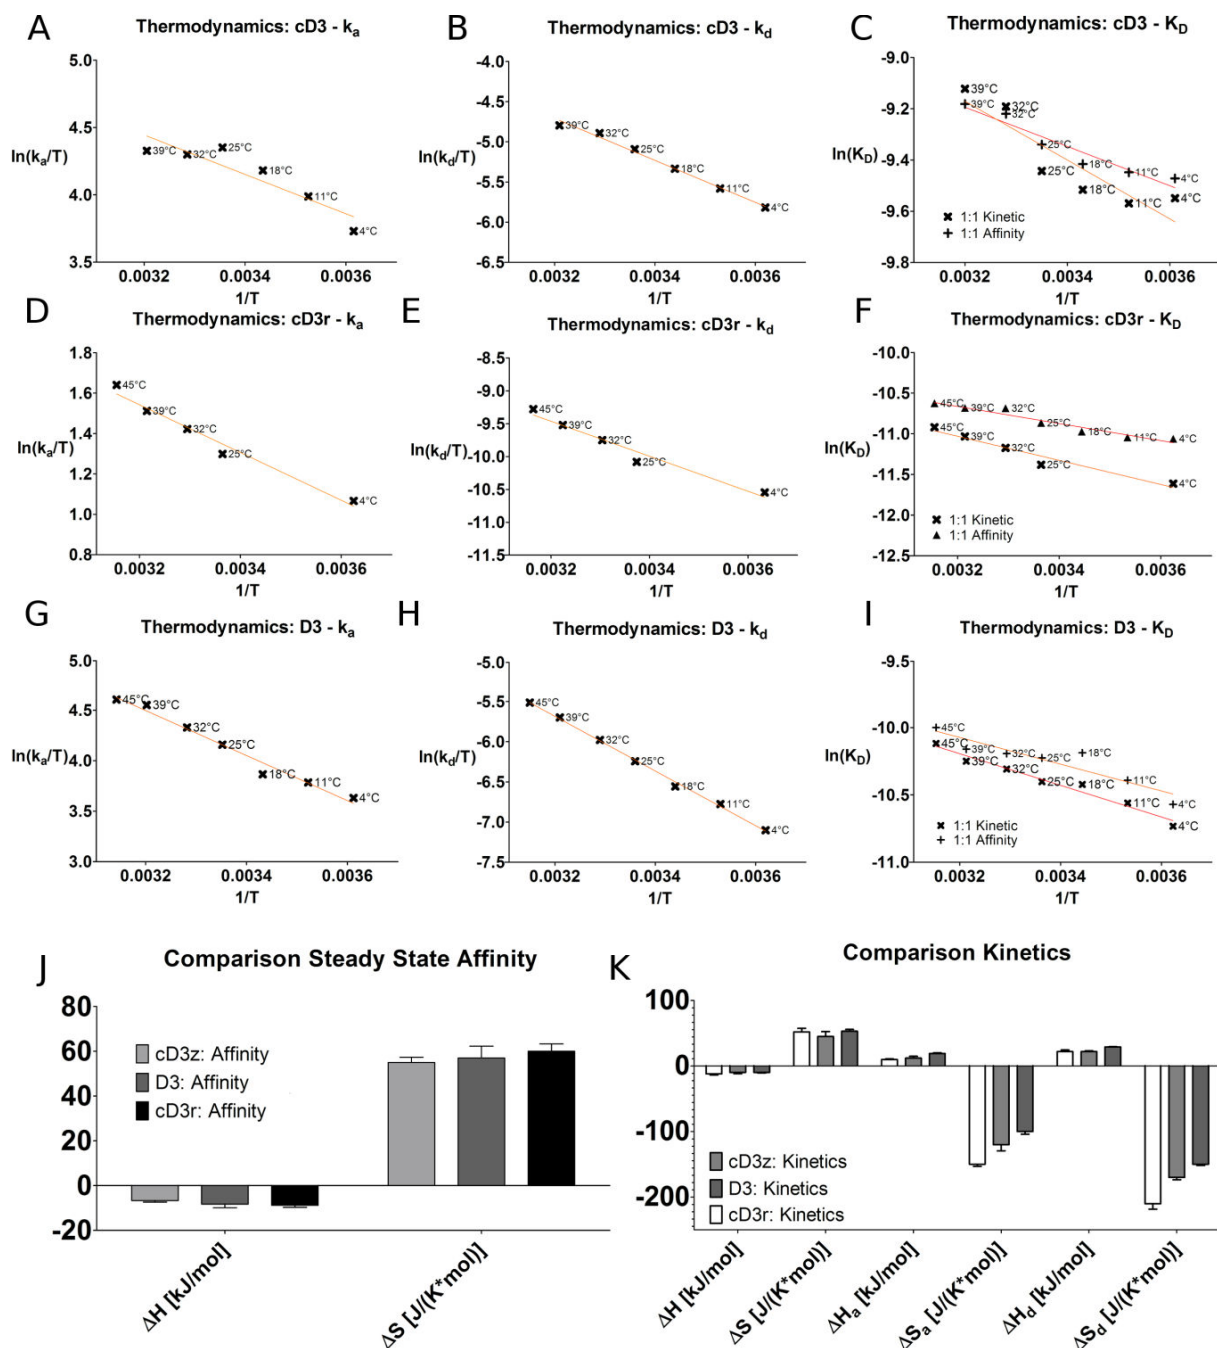 A
Thermodynamics: cD3 - ka
5.0
4.5
4.0
3.5
ln(ka/T)
39°C
32°C
25°C
18°C
11°C
4°C
0.0032
0.0034
0.0036
1/T
B
Thermodynamics: cD3 - kd
-4.0
-4.5
-5.0
-5.5
-6.0
-6.5
ln(kd/T)
39°C
32°C
25°C
18°C
11°C
4°C
0.0032
0.0034
0.0036
1/T
C
Thermodynamics: cD3 - KD
-9.0
-9.2
-9.4
-9.6
-9.8
ln(KD)
39°C
39°C
32°C
32°C
25°C
25°C
18°C
18°C
11°C
11°C
4°C
4°C
1:1 Kinetic
1:1 Affinity
0.0032
0.0034
0.0036
1/T
D
Thermodynamics: cD3r - ka
1.8
1.6
1.4
1.2
1.0
0.8
ln(ka/T)
45°C
39°C
32°C
25°C
4°C
0.0032
0.0034
0.0036
1/T
E
Thermodynamics: cD3r - kd
-8.5
-9.0
-9.5
-10.0
-10.5
-11.0
-11.5
ln(kd/T)
45°C
39°C
32°C
25°C
4°C
0.0032
0.0034
0.0036
1/T
F
Thermodynamics: cD3r - KD
-10.0
-10.5
-11.0
-11.5
-12.0
-12.5
ln(KD)
45°C
39°C
32°C
25°C
18°C
11°C
4°C
45°C
39°C
32°C
25°C
4°C
1:1 Kinetic
1:1 Affinity
0.0032
0.0034
0.0036
1/T
G
Thermodynamics: D3 - ka
5.0
4.5
4.0
3.5
3.0
ln(ka/T)
45°C
39°C
32°C
25°C
18°C
11°C
4°C
0.0032
0.0034
0.0036
1/T
H
Thermodynamics: D3 - kd
-5.0
-5.5
-6.0
-6.5
-7.0
-7.5
ln(kd/T)
45°C
39°C
32°C
25°C
18°C
11°C
4°C
0.0032
0.0034
0.0036
1/T
I
Thermodynamics: D3 - KD
-9.5
-10.0
-10.5
-11.0
ln(KD)
45°C
39°C
32°C
25°C
18°C
11°C
4°C
45°C
39°C
32°C
25°C
18°C
11°C
4°C
1:1 Kinetic
1:1 Affinity
0.0032
0.0034
0.0036
1/T
J
Comparison Steady State Affinity
80
60
40
20
0
-20
cD3z: Affinity
D3: Affinity
cD3r: Affinity
ΔH [kJ/mol]
ΔS [J/(K*mol)]
K
Comparison Kinetics
100
0
-100
-200
cD3z: Kinetics
D3: Kinetics
cD3r: Kinetics
ΔH [kJ/mol]
ΔS [J/(K*mol)]
ΔHa [kJ/mol]
ΔSa [J/(K*mol)]
ΔHd [kJ/mol]
ΔSd [J/(K*mol)]